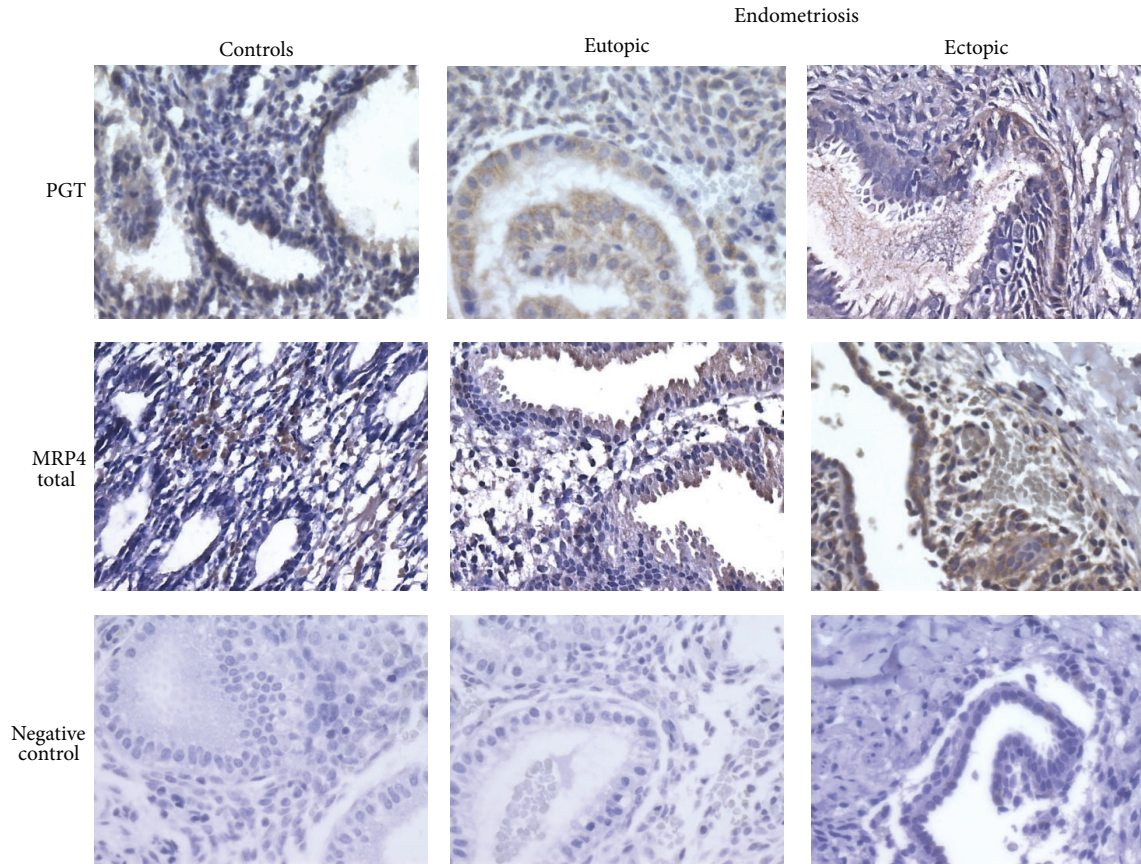 Endometriosis
Controls
Eutopic
Ectopic
PGT
MRP4
total
Negative
control